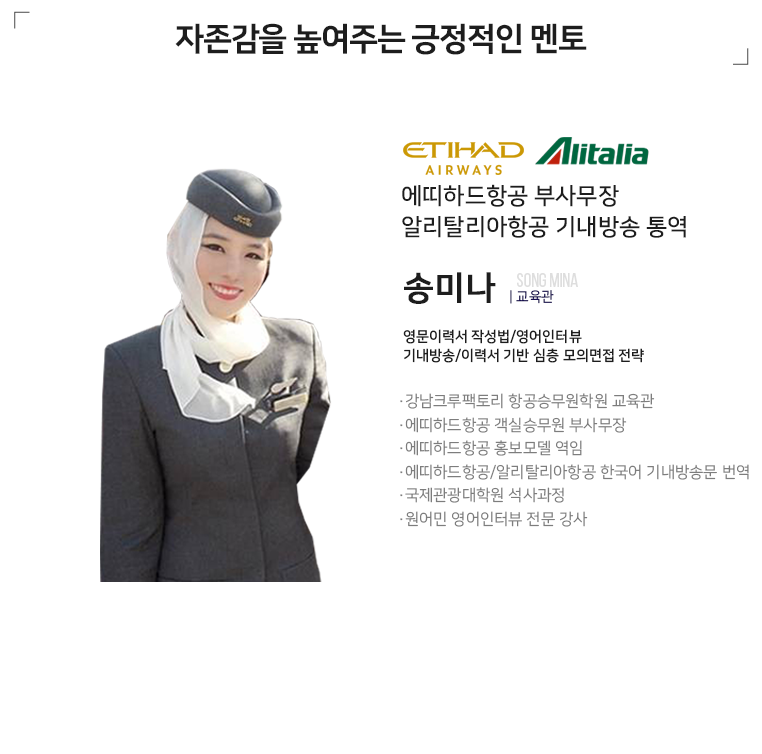 자존감을 높여주는 긍정적인 멘토
ETIHAD
AIRWAYS
Alitalia
에띠하드항공 부사무장
알리탈리아항공 기내방송 통역
송미나
SONG MINA
| 교육관
영문이력서 작성법/영어인터뷰
기내방송/이력서 기반 심층 모의면접 전략
·강남크루팩토리 항공승무원학원 교육관
·에띠하드항공 객실승무원 부사무장
·에띠하드항공 홍보모델 역임
·에띠하드항공/알리탈리아항공 한국어 기내방송문 번역
·국제관광대학원 석사과정
·원어민 영어인터뷰 전문 강사